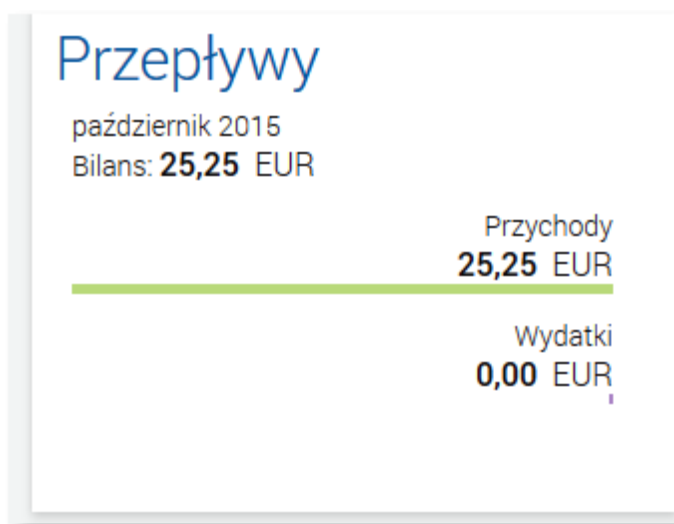 Przepływy
październik 2015
Bilans: 25,25 EUR
Przychody
25,25 EUR
Wydatki
0,00 EUR